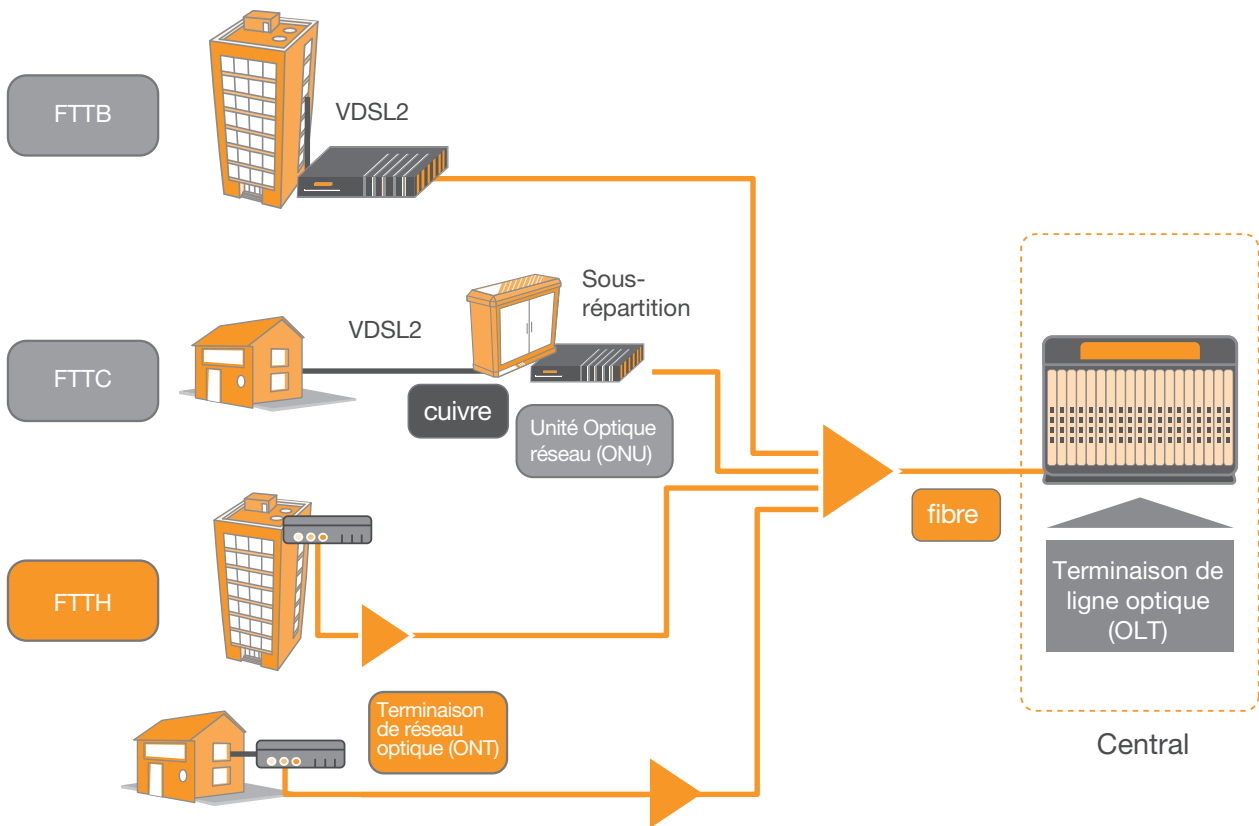 FTTB
VDSL2
Sous-
répartition
VDSL2
FTTC
cuivre
Unité Optique
réseau (ONU)
fibre
FTTH
Terminaison de
ligne optique
(OLT)
Terminaison
de réseau
optique (ONT)
Central